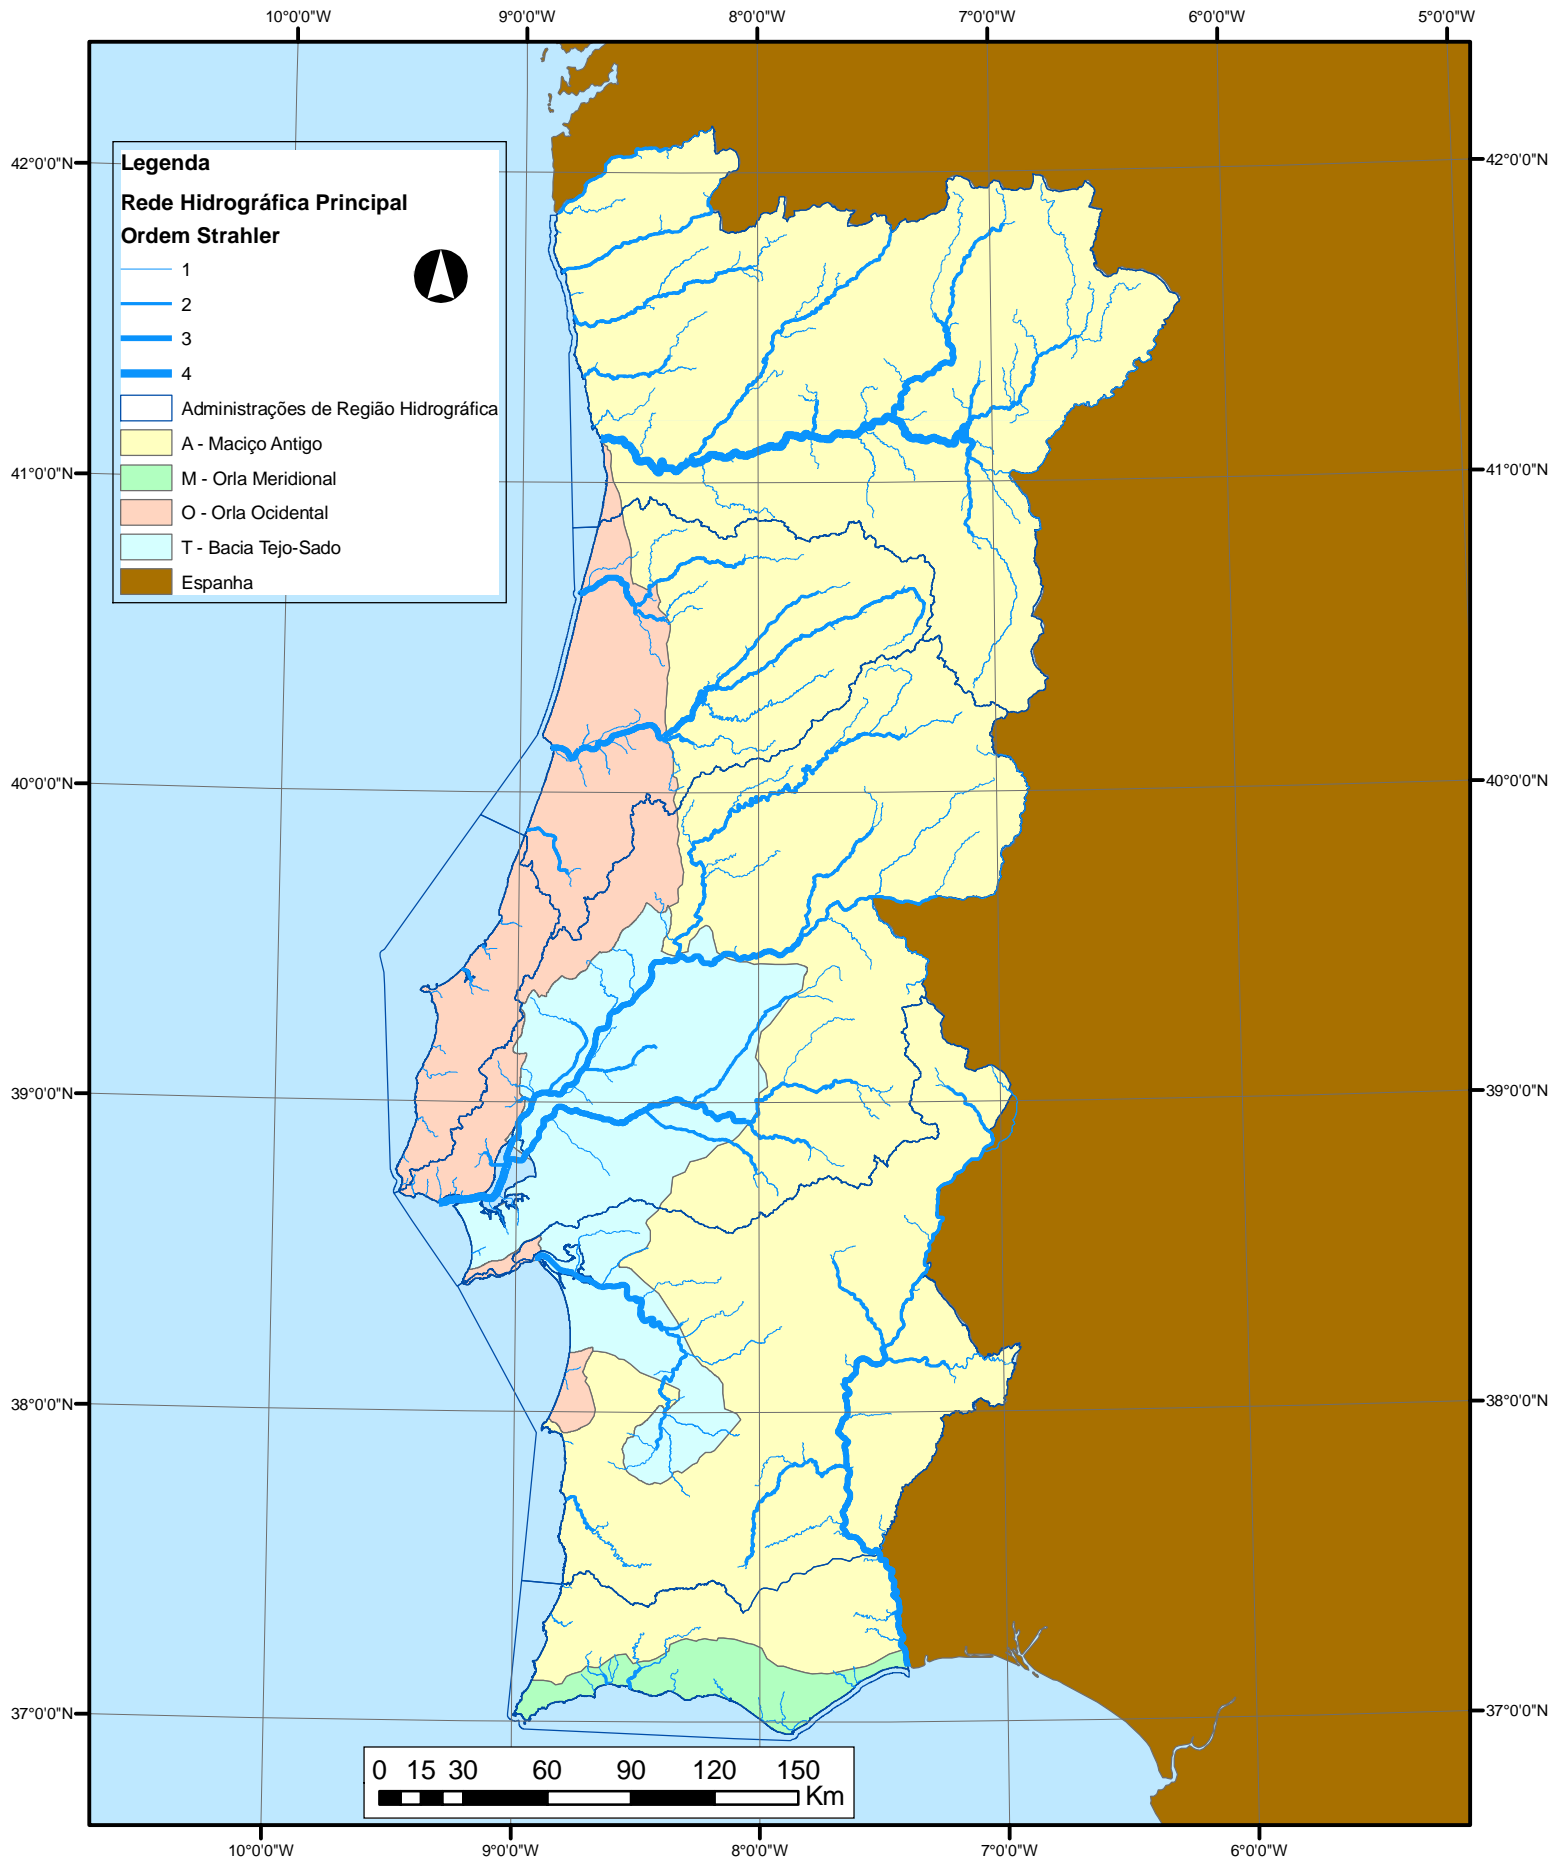 10°0'0"W 9°0'0"W 8°0'0"W 7°0'0"W 6°0'0"W 5°0'0"W
42°0'0"N 42°0'0"N
Legenda
Rede Hidrográfica Principal
Ordem Strahler
1
2
3
4
Administrações de Região Hidrográfica
A - Maciço Antigo
M - Orla Meridional
O - Orla Ocidental
T - Bacia Tejo-Sado
Espanha
41°0'0"N 41°0'0"N
40°0'0"N 40°0'0"N
39°0'0"N 39°0'0"N
38°0'0"N 38°0'0"N
37°0'0"N 37°0'0"N
0 15 30 60 90 120 150
Km
10°0'0"W 9°0'0"W 8°0'0"W 7°0'0"W 6°0'0"W